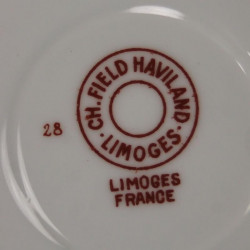 CH. FIELD HAVILAND
· LIMOGES ·
28
LIMOGES
FRANCE